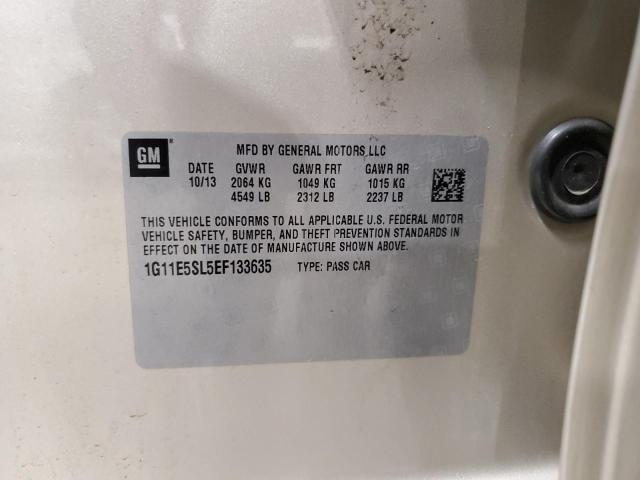 GM
MFD BY GENERAL MOTORS LLC
DATE GVWR GAWR FRT GAWR RR
10/13 2064 KG 1049 KG 1015 KG
4549 LB 2312 LB 2237 LB
THIS VEHICLE CONFORMS TO ALL APPLICABLE U.S. FEDERAL MOTOR
VEHICLE SAFETY, BUMPER, AND THEFT PREVENTION STANDARDS IN
EFFECT ON THE DATE OF MANUFACTURE SHOWN ABOVE.
1G11E5SL5EF133635 TYPE: PASS CAR